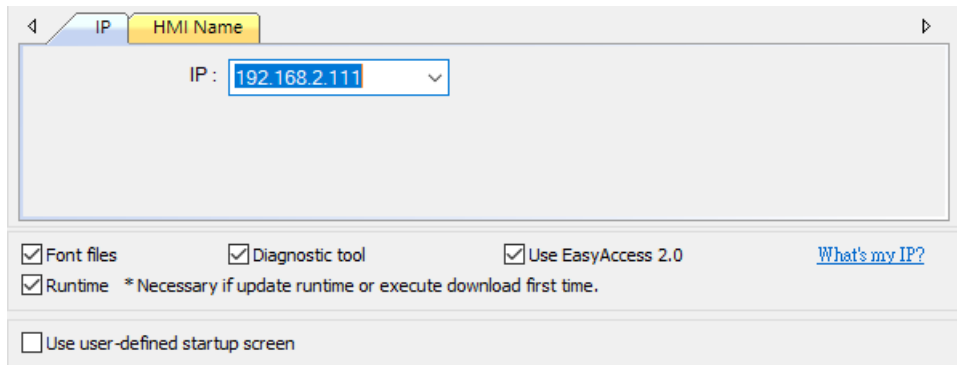 IP HMI Name
IP : 192.168.2.111
Font files Diagnostic tool Use EasyAccess 2.0 What's my IP?
Runtime * Necessary if update runtime or execute download first time.
Use user-defined startup screen